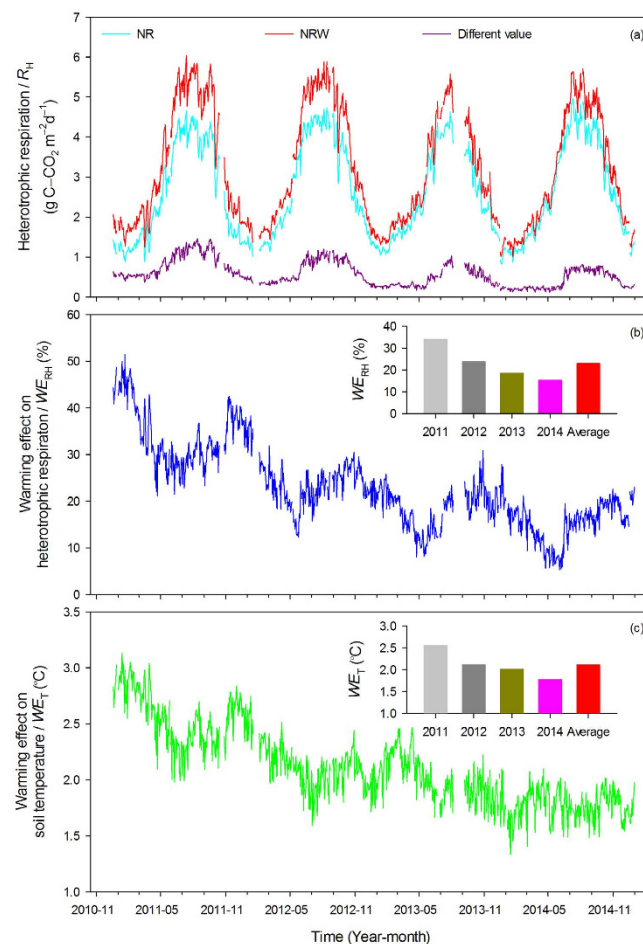 7
6
5
4
3
2
1
0
Heterotrophic respiration / RH
(g C–CO2 m−2d−1)
NR NRW Different value (a)
60
50
40
30
20
10
0
Warming effect on
heterotrophic respiraton / WERH (%)
(b)
40
30
20
10
0
WERH (%)
2011 2012 2013 2014 Average
3.5
3.0
2.5
2.0
1.5
1.0
Warming effect on
soil temperature / WET (°C)
(c)
3.0
2.5
2.0
1.5
1.0
WET (°C)
2011 2012 2013 2014 Average
2010-11 2011-05 2011-11 2012-05 2012-11 2013-05 2013-11 2014-05 2014-11
Time (Year-month)